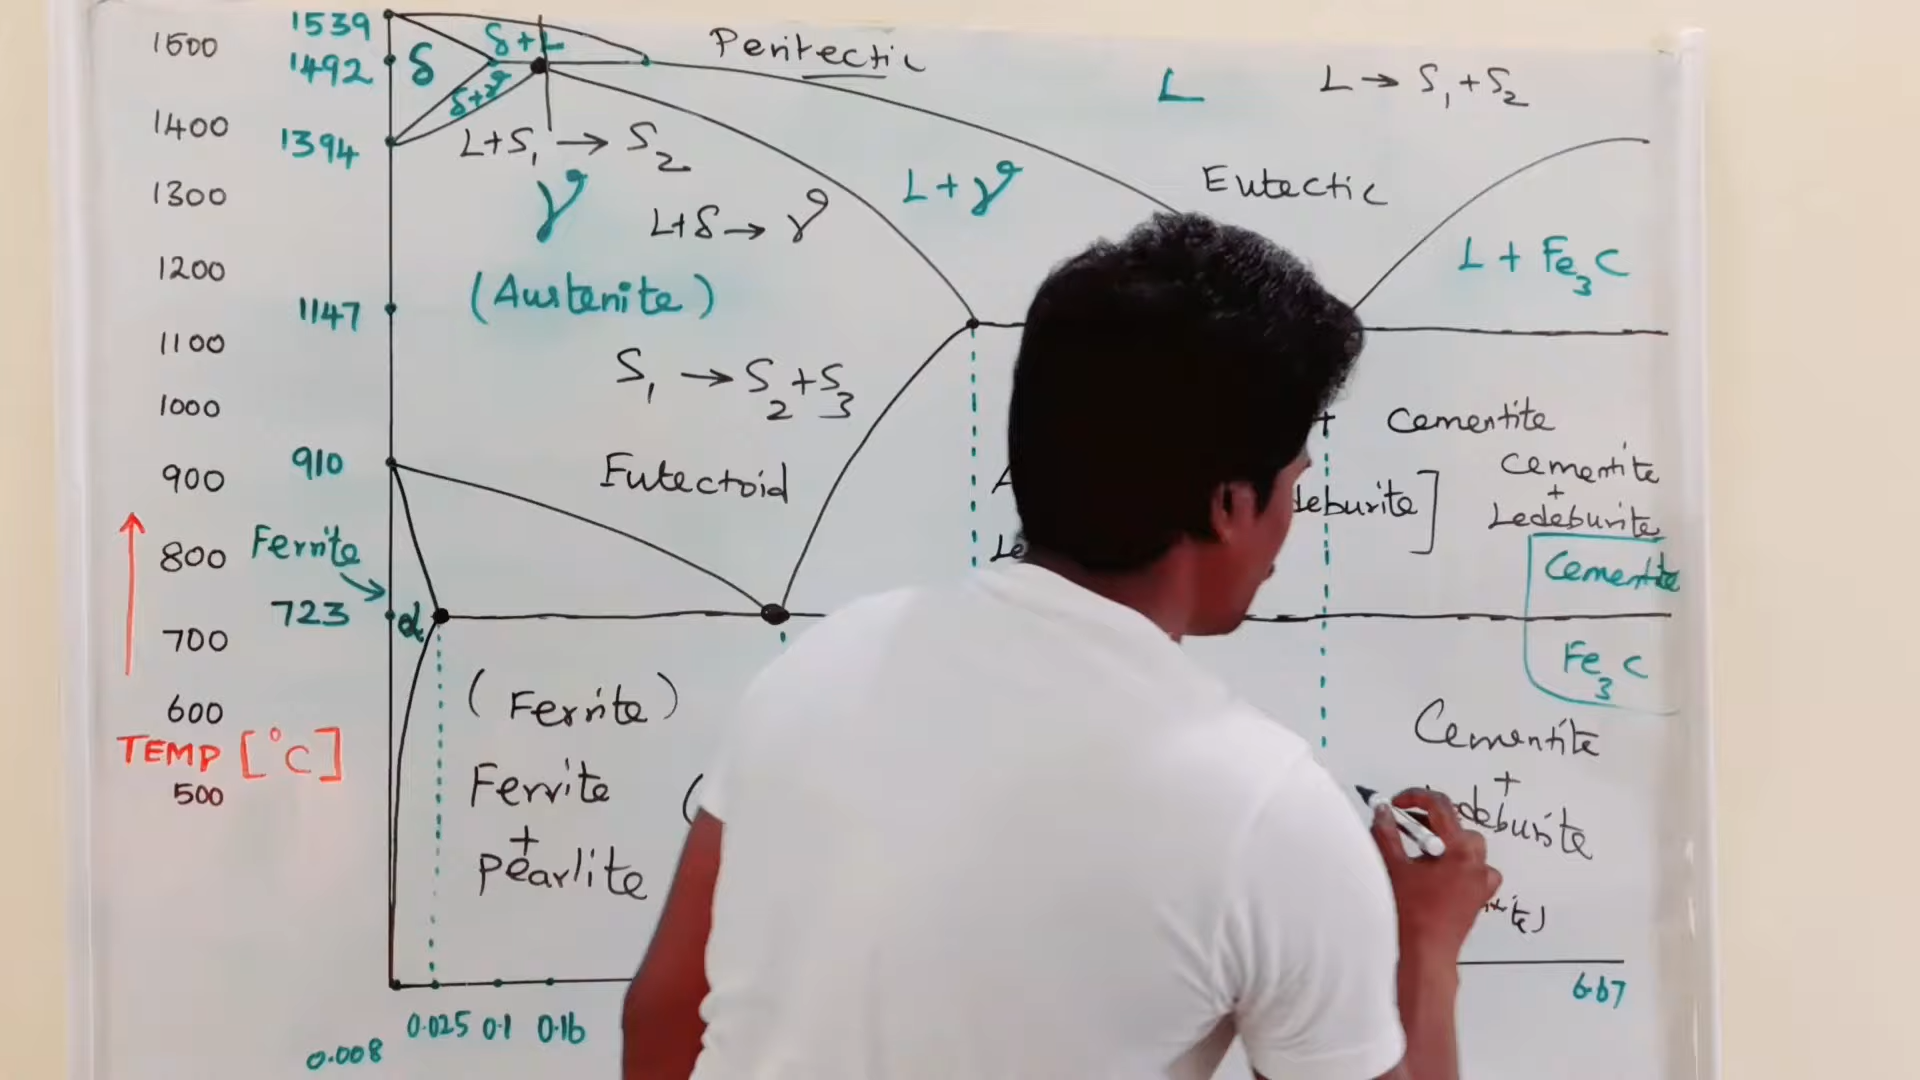 1539
1500
δ+L
Peritectic
1492
δ
L
L → S1 + S2
δ+γ
1400
1394
L+S1 → S2
1300
γ
L+γ
Eutectic
L+δ → γ
L + Fe3C
1200
(Austenite)
1147
1100
S1 → S2+S3
1000
+ Cementite
910
900
Eutectoid
Cementite
+
Ledeburite
Ferrite
800
Cementite
723
α
700
Fe3C
600
(Ferrite)
TEMP [°C]
Cementite
+
500
Ferrite
+
Pearlite
6.67
0.025 0.1 0.16
0.008